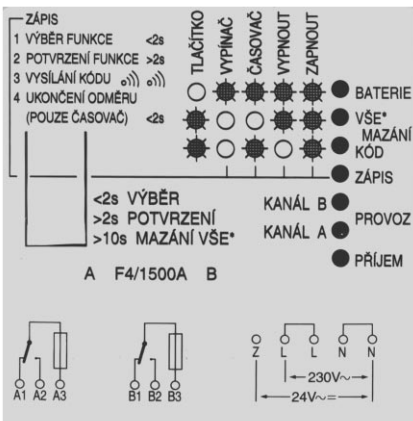 ZÁPIS
1 VÝBĚR FUNKCE <2s
2 POTVRZENÍ FUNKCE >2s
3 VYSÍLÁNÍ KÓDU
4 UKONČENÍ ODMĚRU
(POUZE ČASOVAČ) <2s
TLAČÍTKO
VYPÍNAČ
ČASOVAČ
VYPNOUT
ZAPNOUT
BATERIE
VŠE*
MAZÁNÍ
KÓD
ZÁPIS
<2s VÝBĚR
>2s POTVRZENÍ
>10s MAZÁNÍ VŠE*
KANÁL B
PROVOZ
KANÁL A
PŘÍJEM
A F4/1500A B
A1 A2 A3
B1 B2 B3
Z L L N N
230V~
24V~=